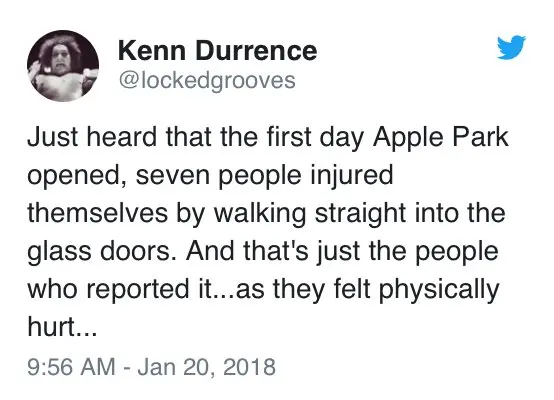 Kenn Durrence
@lockedgrooves
Just heard that the first day Apple Park
opened, seven people injured
themselves by walking straight into the
glass doors. And that's just the people
who reported it...as they felt physically
hurt...
9:56 AM - Jan 20, 2018